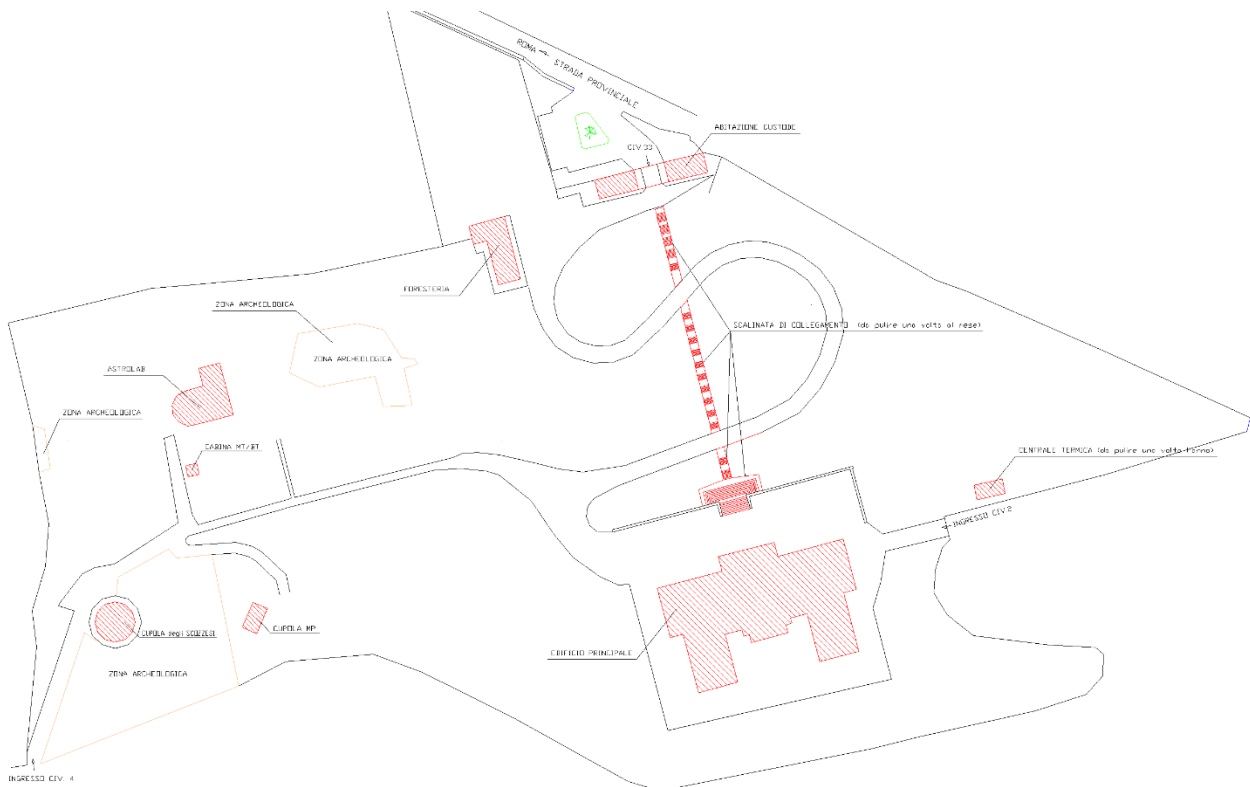 ROMA
STRADA PROVINCIALE
ABITAZIONE CUSTODE
CIV.33
FORESTERIA
ZONA ARCHEOLOGICA
SCALINATA DI COLLEGAMENTO (da pulire una volta al mese)
ZONA ARCHEOLOGICA
ASTROLAB
ZONA ARCHEOLOGICA
CABINA MT/BT
CENTRALE TERMICA (da pulire una volta l'anno)
INGRESSO CIV.2
CUPOLA degli SCOZZESI
CUPOLA MP
EDIFICIO PRINCIPALE
ZONA ARCHEOLOGICA
INGRESSO CIV. 4